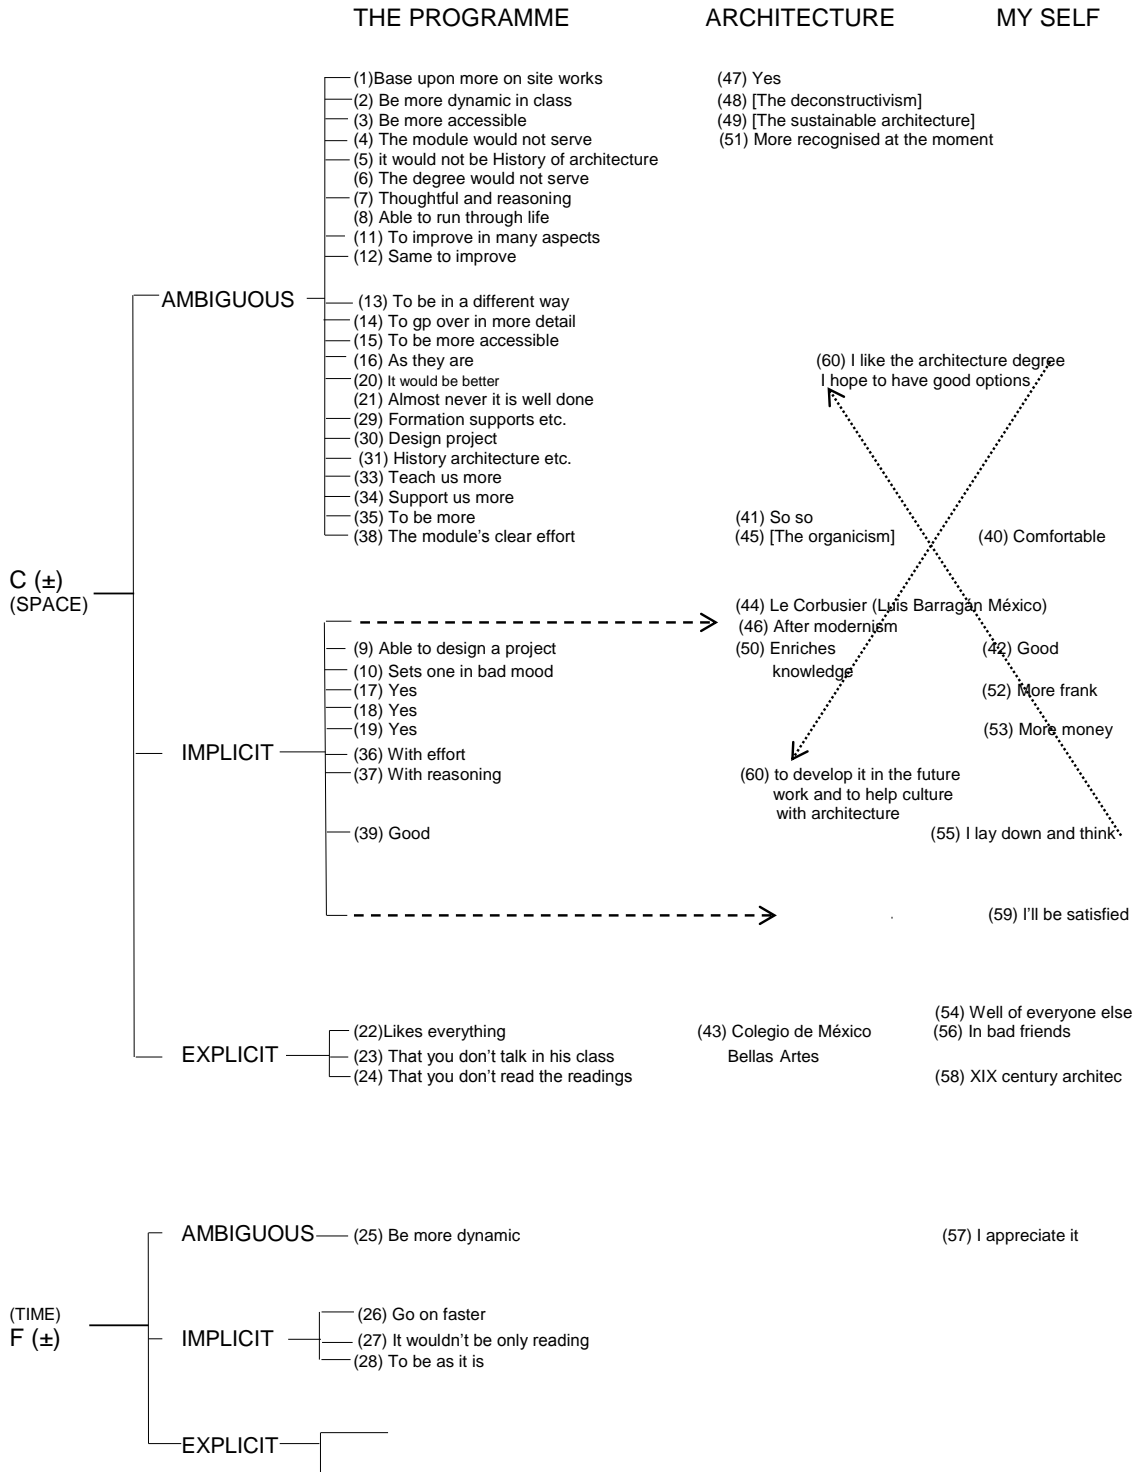 THE PROGRAMME ARCHITECTURE MY SELF
(1)Base upon more on site works (47) Yes
(2) Be more dynamic in class (48) [The deconstructivism]
(3) Be more accessible (49) [The sustainable architecture]
(4) The module would not serve (51) More recognised at the moment
(5) it would not be History of architecture
(6) The degree would not serve
(7) Thoughtful and reasoning
(8) Able to run through life
(11) To improve in many aspects
(12) Same to improve
AMBIGUOUS
(13) To be in a different way
(14) To gp over in more detail
(15) To be more accessible
(16) As they are (60) I like the architecture degree
(20) It would be better I hope to have good options
(21) Almost never it is well done
(29) Formation supports etc.
(30) Design project
(31) History architecture etc.
(33) Teach us more
(34) Support us more
(35) To be more (41) So so
(38) The module's clear effort (45) [The organicism] (40) Comfortable
C (±)
(SPACE)
(44) Le Corbusier (Luis Barragán México)
(46) After modernism
(9) Able to design a project (50) Enriches (42) Good
(10) Sets one in bad mood knowledge
(17) Yes (52) More frank
(18) Yes
(19) Yes (53) More money
IMPLICIT (36) With effort
(37) With reasoning (60) to develop it in the future
work and to help culture
with architecture
(39) Good (55) I lay down and think
(59) I'll be satisfied
(54) Well of everyone else
(22)Likes everything (43) Colegio de México (56) In bad friends
EXPLICIT (23) That you don't talk in his class Bellas Artes
(24) That you don't read the readings (58) XIX century architec
AMBIGUOUS (25) Be more dynamic (57) I appreciate it
(TIME) (26) Go on faster
F (±) IMPLICIT (27) It wouldn't be only reading
(28) To be as it is
EXPLICIT